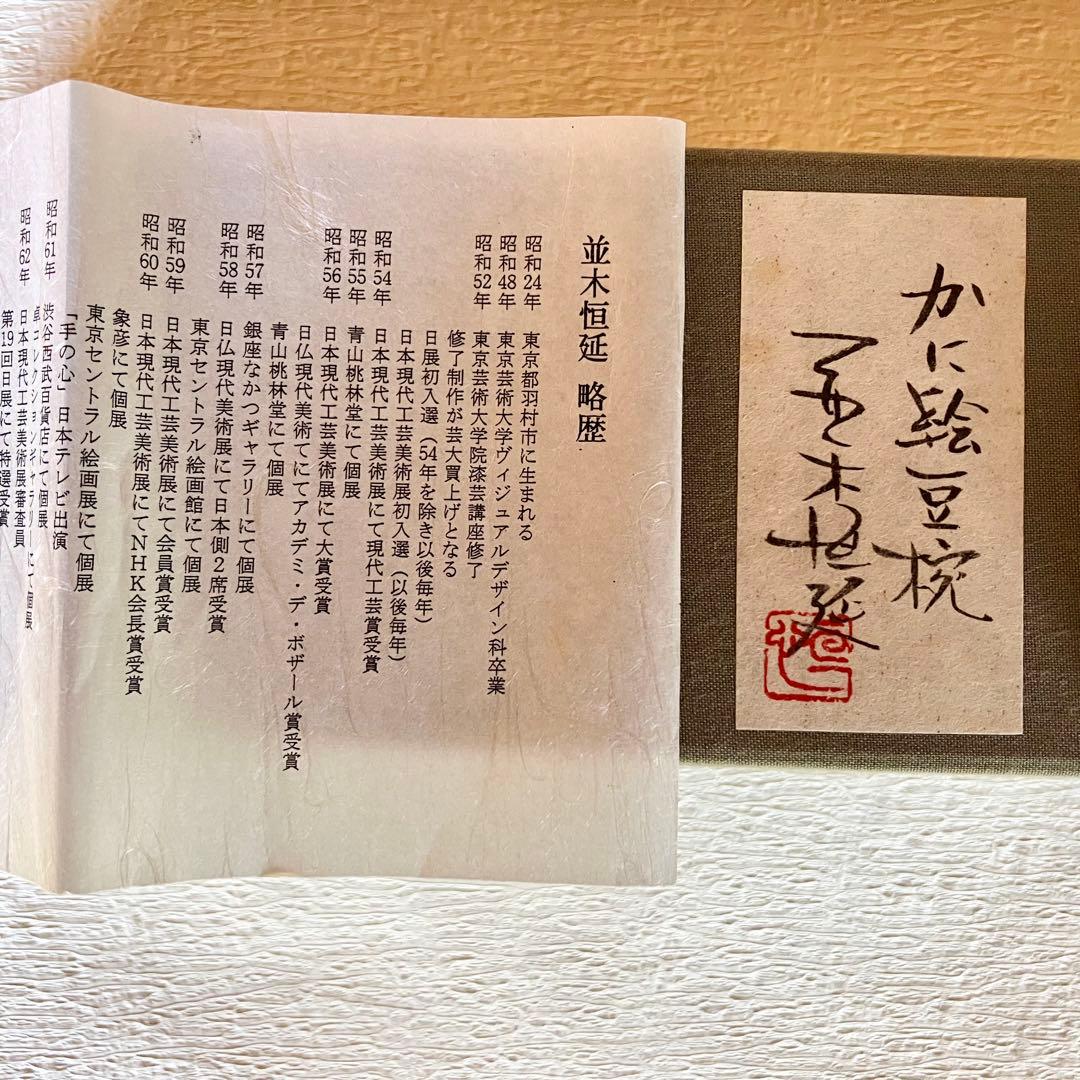 かに絵豆椀
並木恒延
並木恒延 略歴
昭和24年 東京都羽村市に生まれる
昭和48年 東京芸術大学ヴィジュアルデザイン科卒業
昭和52年 東京芸術大学院漆芸講座修了
修了制作が芸大買上げとなる
日展初入選（54年を除き以後毎年）
日本現代工芸美術展初入選（以後毎年）
昭和54年 日本現代工芸美術展にて現代工芸賞受賞
昭和55年 青山桃林堂にて個展
昭和56年 日本現代工芸美術展にて大賞受賞
日仏現代美術展にてアカデミ・デ・ボザール賞受賞
青山桃林堂にて個展
昭和57年 銀座なかつギャラリーにて個展
昭和58年 日仏現代美術展にて日本側2席受賞
東京セントラル絵画館にて個展
昭和59年 日本現代工芸美術展にて会員賞受賞
昭和60年 日本現代工芸美術展にてNHK会長賞受賞
象彦にて個展
東京セントラル絵画展にて個展
「手の心」日本テレビ出演
昭和61年 渋谷西武百貨店にて個展
卓コレクションギャラリーにて個展
昭和62年 日本現代工芸美術展審査員
第19回日展にて特選受賞